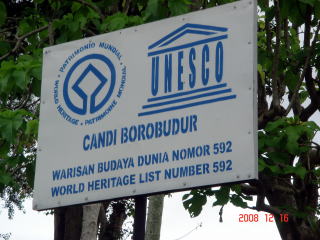 PATRIMONIO MUNDIAL
WORLD HERITAGE
PATRIMOINE MONDIAL
UNESCO
CANDI BOROBUDUR
WARISAN BUDAYA DUNIA NOMOR 592
WORLD HERITAGE LIST NUMBER 592
2008 12 16